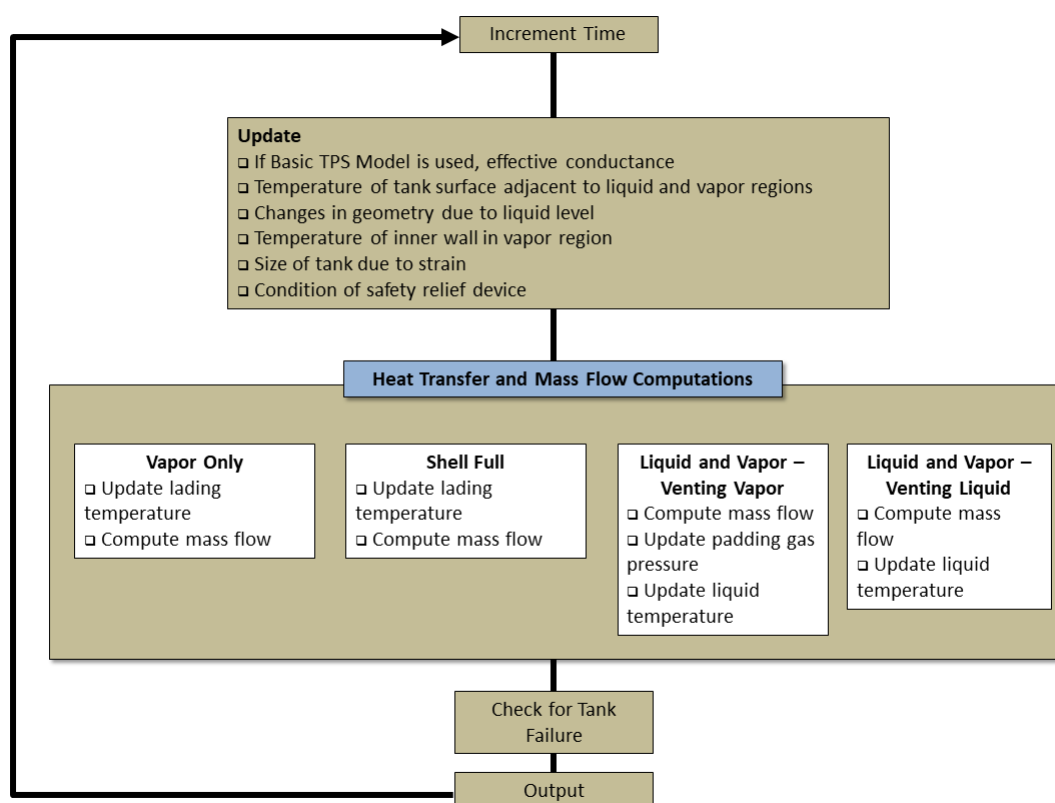 Increment Time
Update
❑ If Basic TPS Model is used, effective conductance
❑ Temperature of tank surface adjacent to liquid and vapor regions
❑ Changes in geometry due to liquid level
❑ Temperature of inner wall in vapor region
❑ Size of tank due to strain
❑ Condition of safety relief device
Heat Transfer and Mass Flow Computations
Vapor Only
❑ Update lading
temperature
❑ Compute mass flow
Shell Full
❑ Update lading
temperature
❑ Compute mass flow
Liquid and Vapor –
Venting Vapor
❑ Compute mass flow
❑ Update padding gas
pressure
❑ Update liquid
temperature
Liquid and Vapor –
Venting Liquid
❑ Compute mass
flow
❑ Update liquid
temperature
Check for Tank
Failure
Output